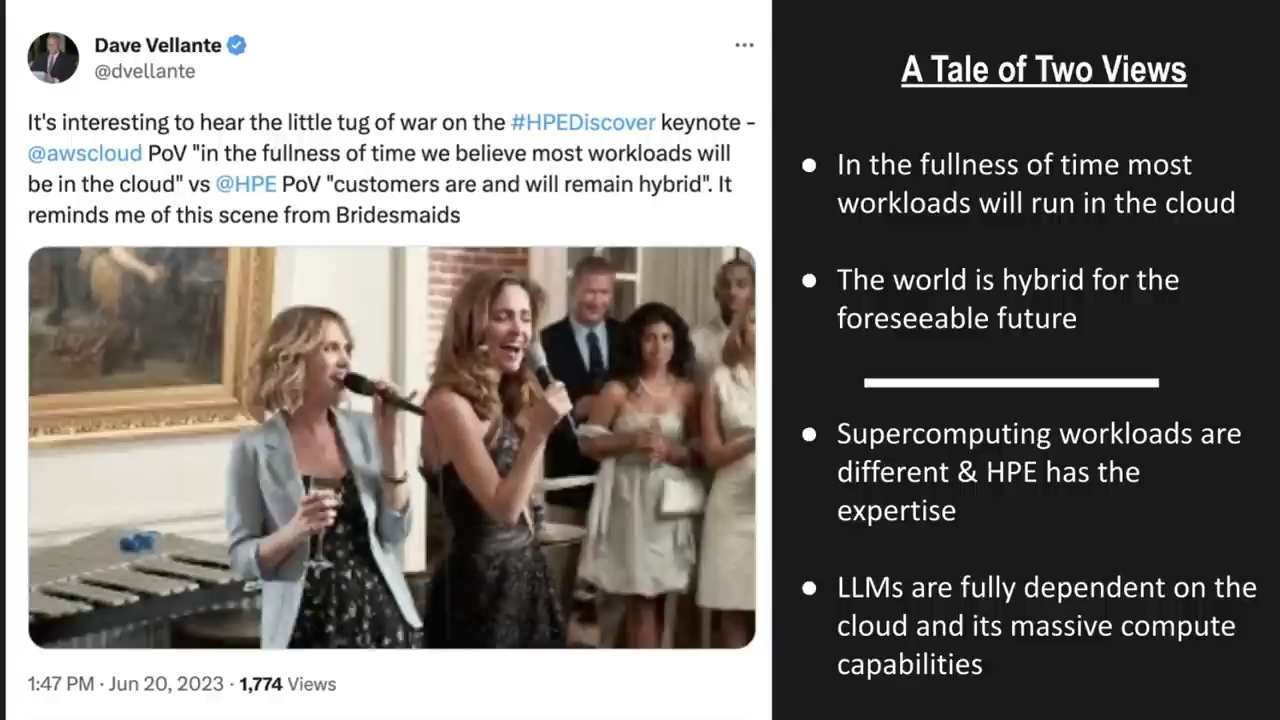 Dave Vellante
@dvellante
It's interesting to hear the little tug of war on the #HPEDiscover keynote -
@awscloud PoV "in the fullness of time we believe most workloads will
be in the cloud" vs @HPE PoV "customers are and will remain hybrid". It
reminds me of this scene from Bridesmaids
1:47 PM · Jun 20, 2023 · 1,774 Views
A Tale of Two Views
● In the fullness of time most
workloads will run in the cloud
● The world is hybrid for the
foreseeable future
● Supercomputing workloads are
different & HPE has the
expertise
● LLMs are fully dependent on the
cloud and its massive compute
capabilities